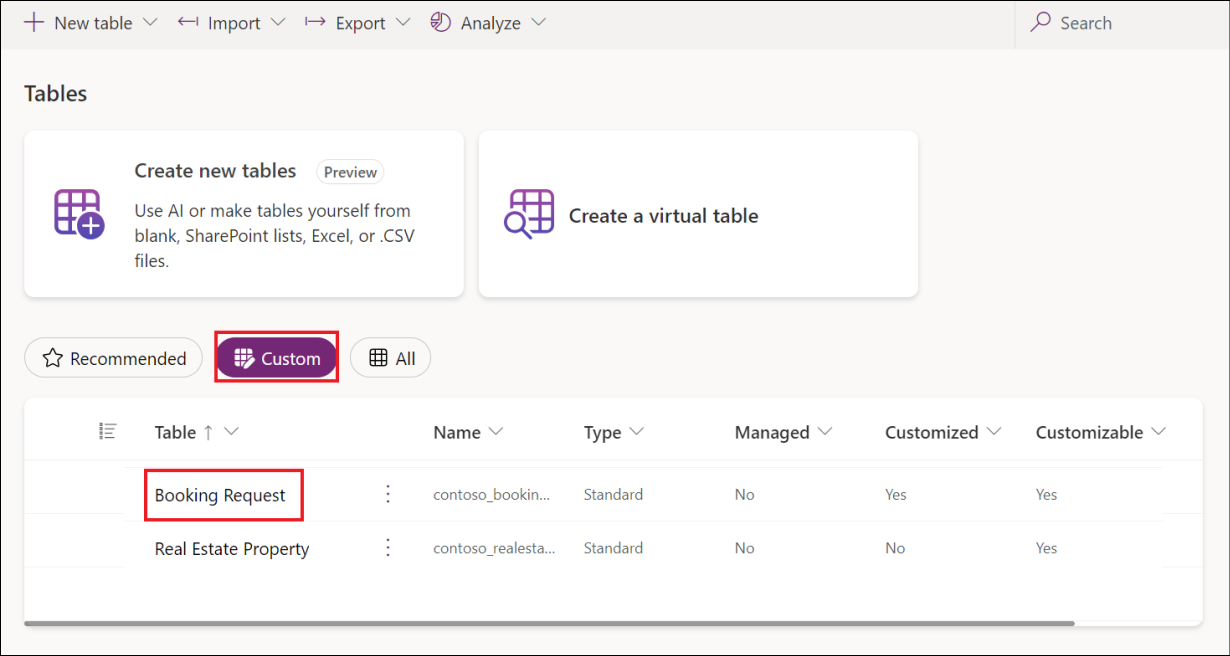 New table Import Export Analyze Search
Tables
Create new tables Preview
Use AI or make tables yourself from
blank, SharePoint lists, Excel, or .CSV
files.
Create a virtual table
Recommended Custom All
Table ↑ Name Type Managed Customized Customizable
Booking Request contoso_bookin... Standard No Yes Yes
Real Estate Property contoso_realesta... Standard No No Yes